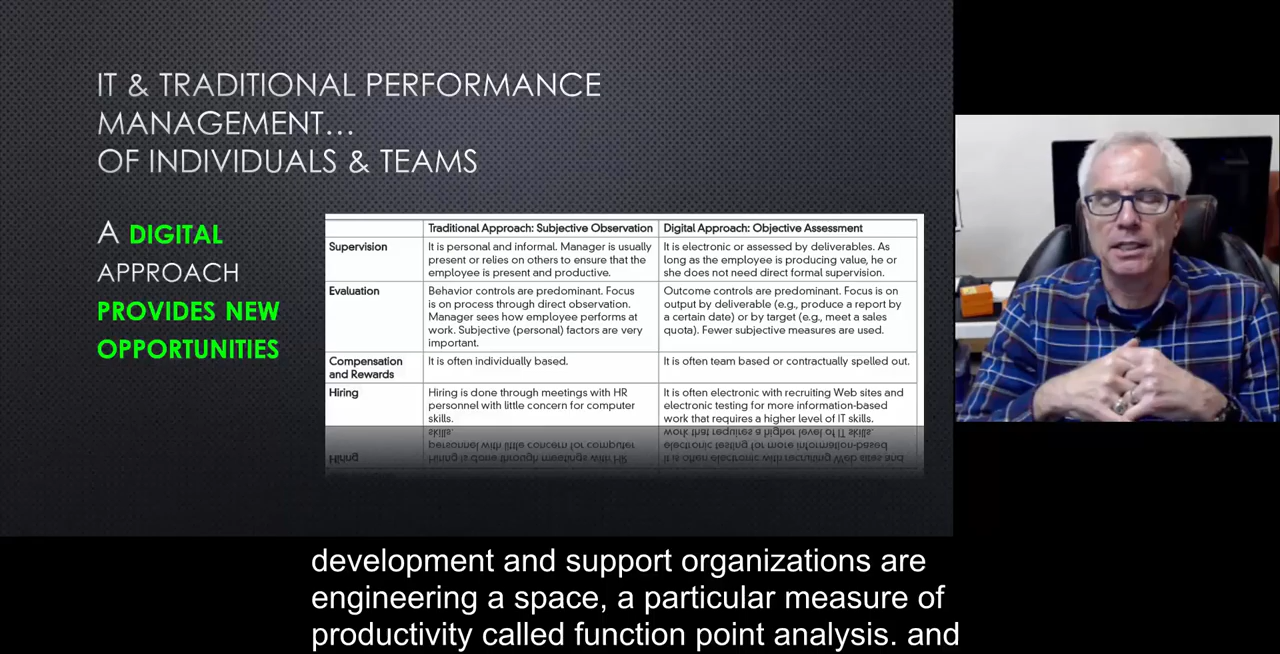 IT & TRADITIONAL PERFORMANCE
MANAGEMENT...
OF INDIVIDUALS & TEAMS
A DIGITAL
APPROACH
PROVIDES NEW
OPPORTUNITIES
Traditional Approach: Subjective Observation
Digital Approach: Objective Assessment
Supervision
It is personal and informal. Manager is usually
present or relies on others to ensure that the
employee is present and productive.
It is electronic or assessed by deliverables. As
long as the employee is producing value, he or
she does not need direct formal supervision.
Evaluation
Behavior controls are predominant. Focus
is on process through direct observation.
Manager sees how employee performs at
work. Subjective (personal) factors are very
important.
Outcome controls are predominant. Focus is on
output by deliverable (e.g., produce a report by
a certain date) or by target (e.g., meet a sales
quota). Fewer subjective measures are used.
Compensation
and Rewards
It is often individually based.
It is often team based or contractually spelled out.
Hiring
Hiring is done through meetings with HR
personnel with little concern for computer
skills.
It is often electronic with recruiting Web sites and
electronic testing for more information-based
work that requires a higher level of IT skills.
development and support organizations are
engineering a space, a particular measure of
productivity called function point analysis. and